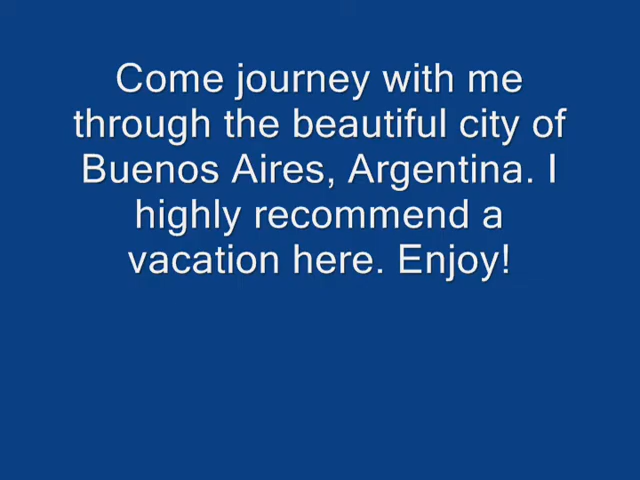 Come journey with me
through the beautiful city of
Buenos Aires, Argentina. I
highly recommend a
vacation here. Enjoy!